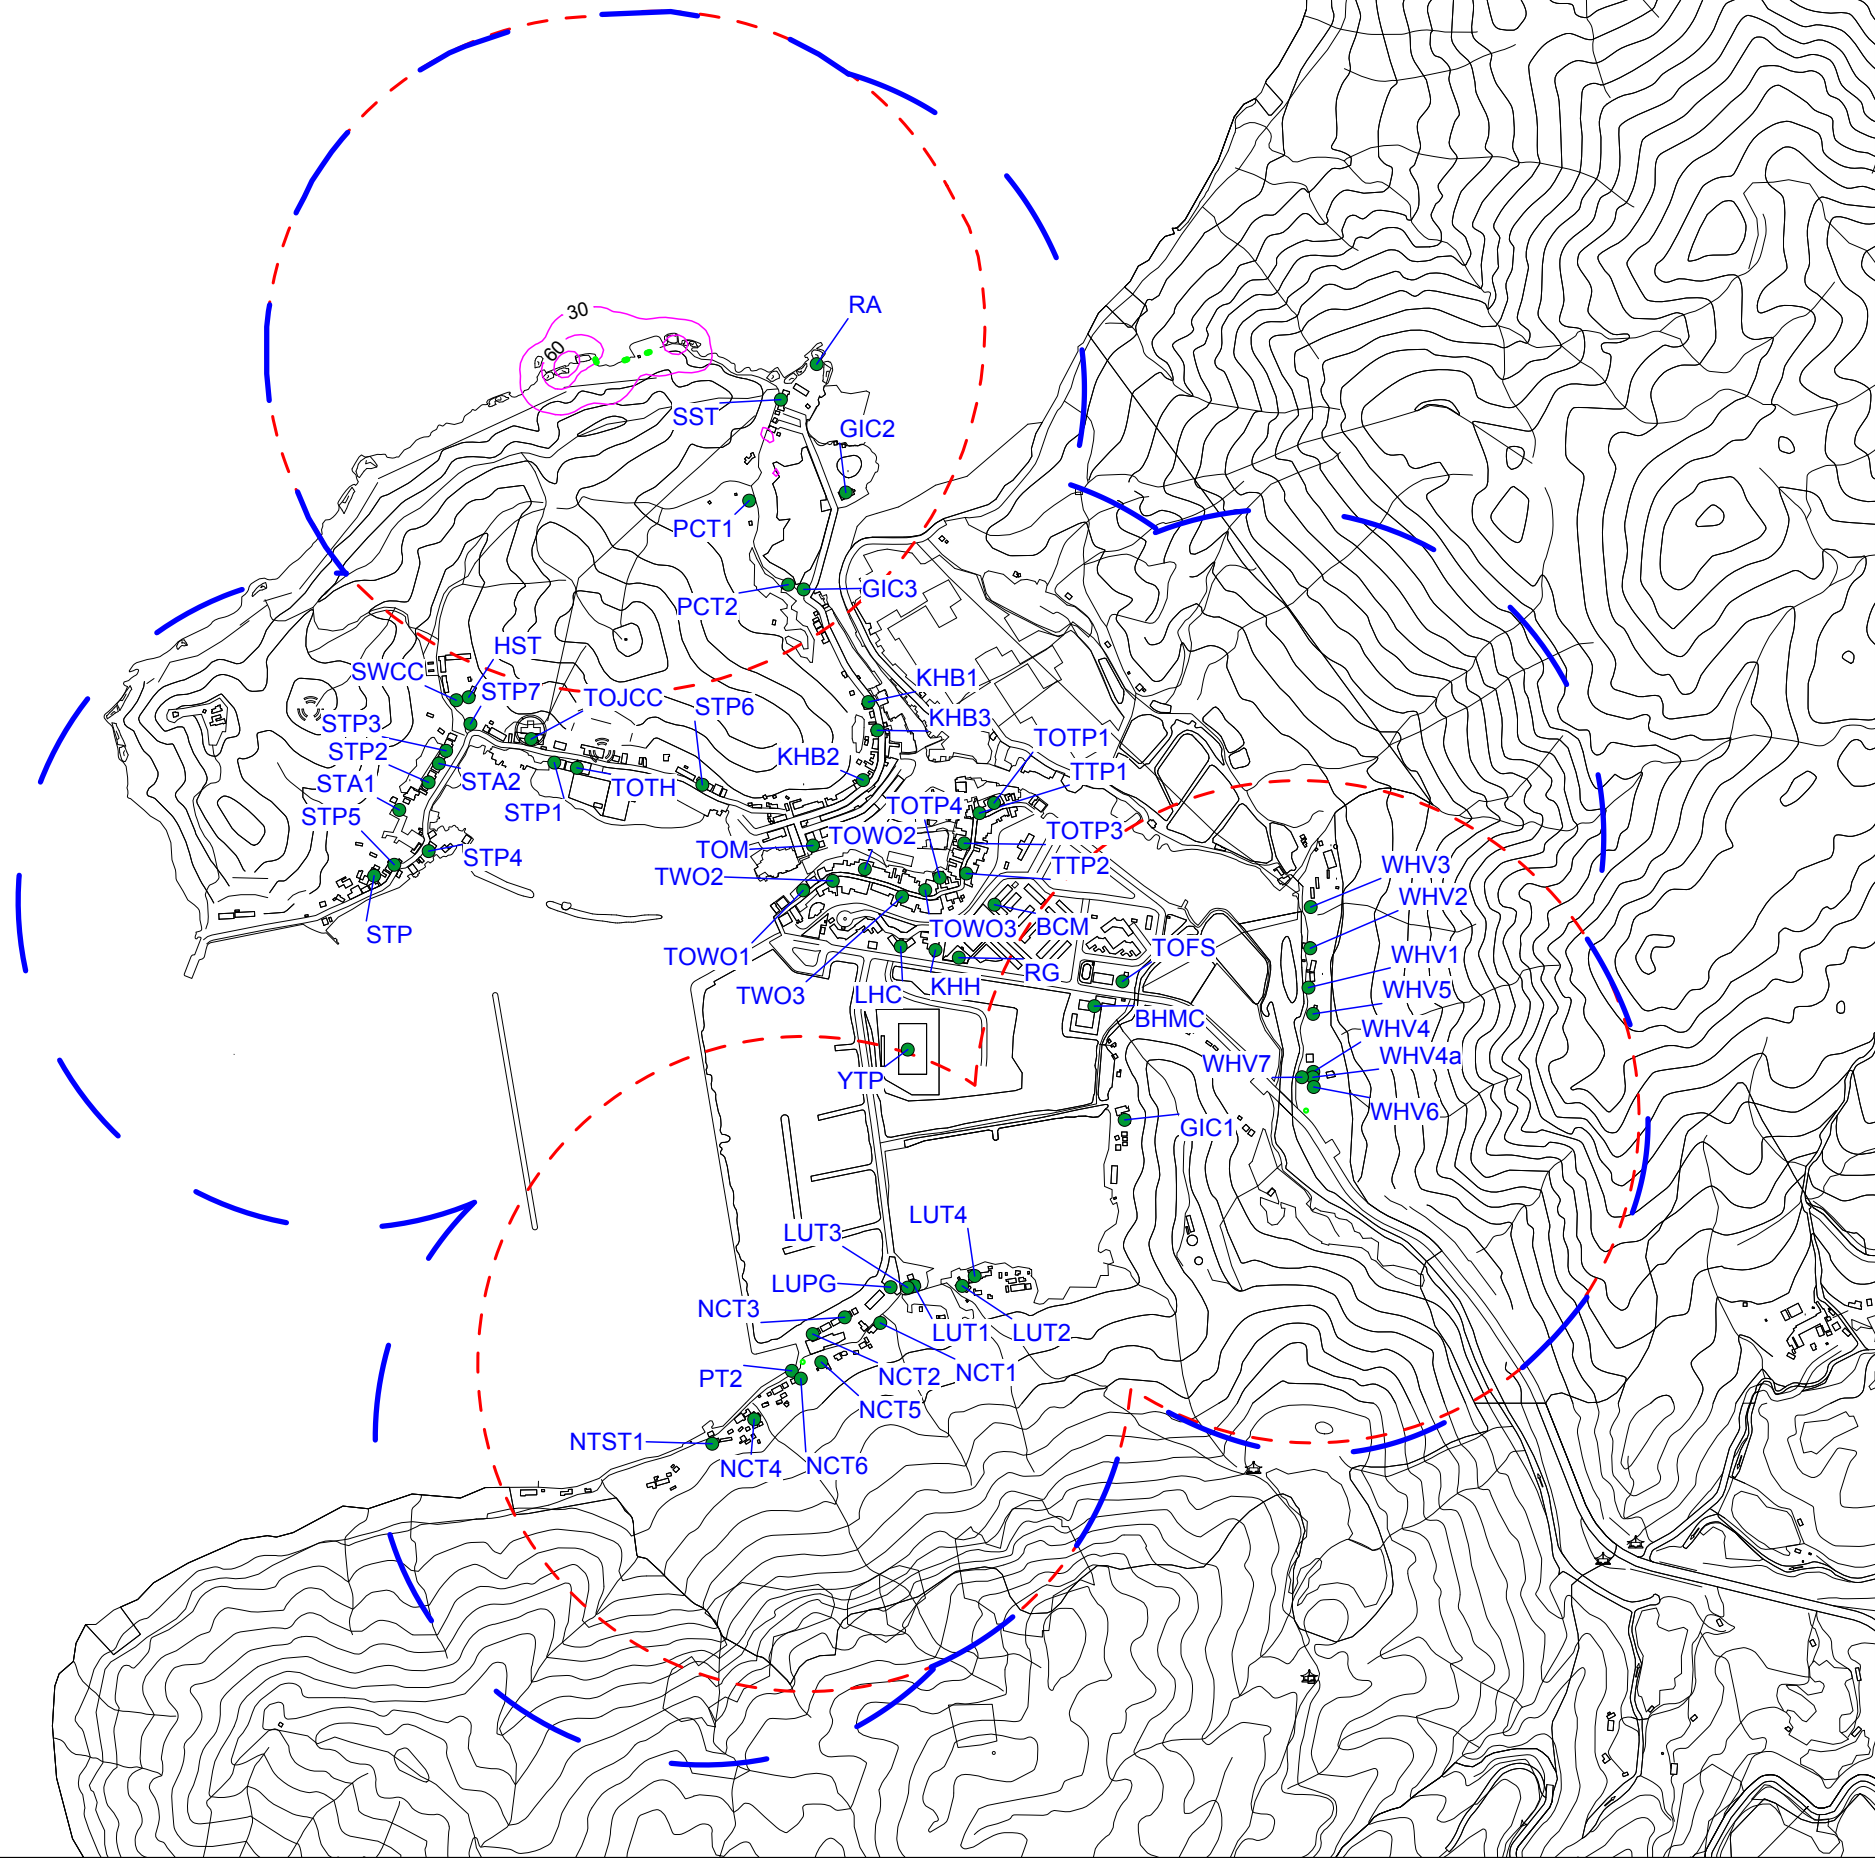 30
RA
60
SST
GIC2
PCT1
GIC3
PCT2
HST
SWCC
STP7
TOJCC
KHB1
STP6
KHB3
STP3
TOTP1
STP2
KHB2
TTP1
STA1
STA2
TOTH
TOTP4
STP1
STP5
TOTP3
TOWO2
TOM
STP4
TTP2
WHV3
TWO2
WHV2
BCM
TOWO3
STP
TOFS
TOWO1
WHV1
RG
KHH
TWO3
LHC
WHV5
BHMC
WHV4
WHV4a
WHV7
YTP
WHV6
GIC1
LUT4
LUT3
LUPG
NCT3
LUT1
LUT2
NCT1
NCT2
PT2
NCT5
NTST1
NCT4
NCT6